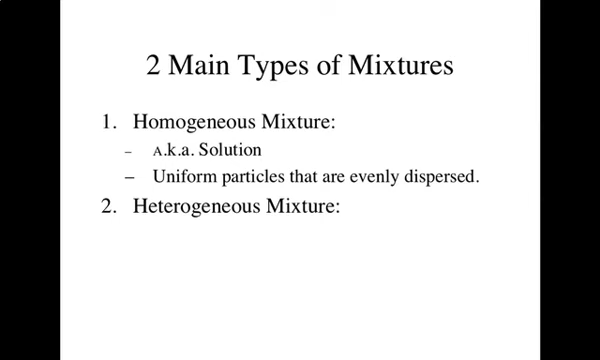 2 Main Types of Mixtures
1. Homogeneous Mixture:
– A.k.a. Solution
– Uniform particles that are evenly dispersed.
2. Heterogeneous Mixture: